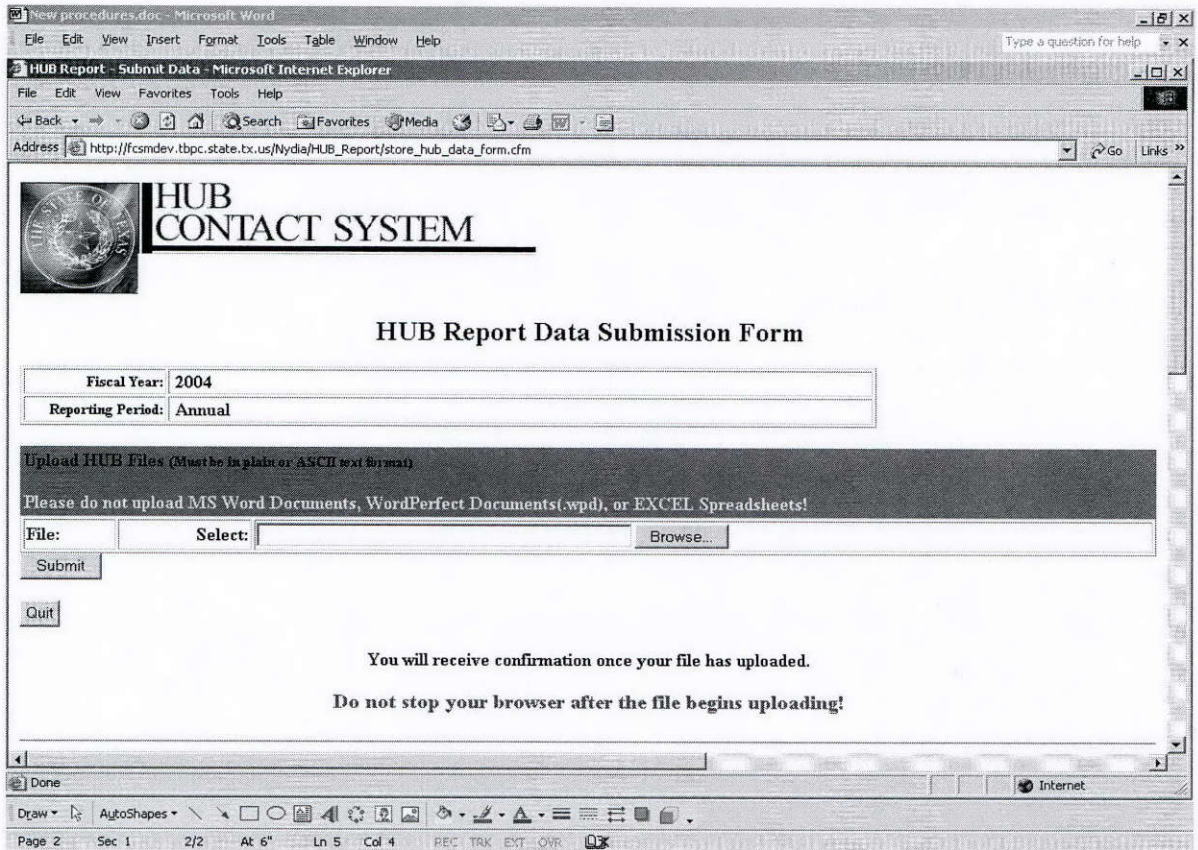 New procedures.doc - Microsoft Word
File Edit View Insert Format Tools Table Window Help Type a question for help
HUB Report - Submit Data - Microsoft Internet Explorer
File Edit View Favorites Tools Help
Back Search Favorites Media
Address http://fcsmdev.tbpc.state.tx.us/Nydia/HUB_Report/store_hub_data_form.cfm Go Links »
THE STATE OF TEXAS
HUB
CONTACT SYSTEM
HUB Report Data Submission Form
Fiscal Year: 2004
Reporting Period: Annual
Upload HUB Files (Must be in plain or ASCII text format)
Please do not upload MS Word Documents, WordPerfect Documents(.wpd), or EXCEL Spreadsheets!
File: Select: Browse...
Submit
Quit
You will receive confirmation once your file has uploaded.
Do not stop your browser after the file begins uploading!
Done Internet
Draw AutoShapes
Page 2 Sec 1 2/2 At 6" Ln 5 Col 4 REC TRK EXT OVR